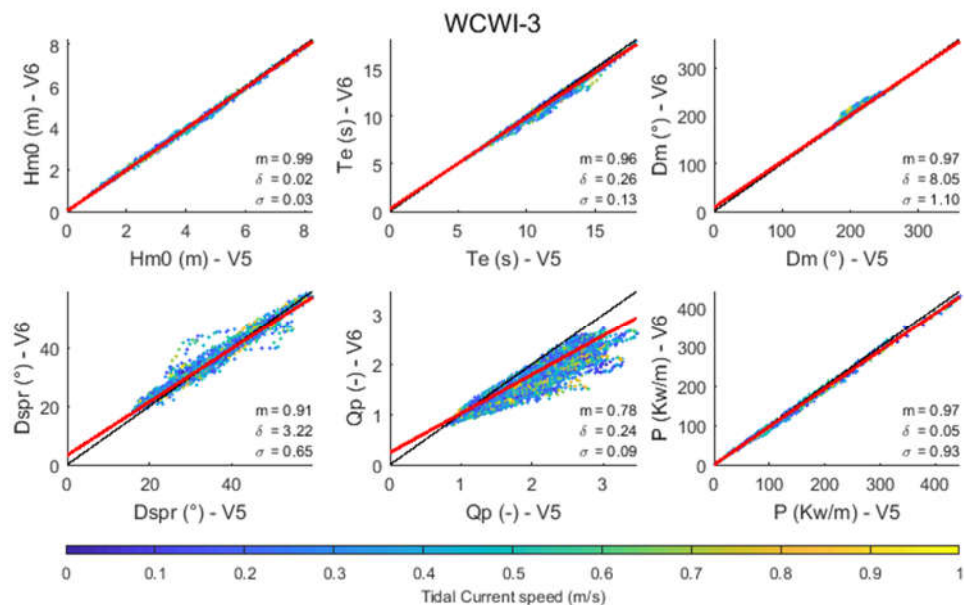 WCWI-3
Hm0 (m) - V6
8
6
4
2
0
m = 0.99
δ = 0.02
σ = 0.03
0 2 4 6 8
Hm0 (m) - V5
Te (s) - V6
15
10
5
0
m = 0.96
δ = 0.26
σ = 0.13
0 5 10 15
Te (s) - V5
Dm (°) - V6
300
200
100
0
m = 0.97
δ = 8.05
σ = 1.10
0 100 200 300
Dm (°) - V5
Dspr (°) - V6
40
20
0
m = 0.91
δ = 3.22
σ = 0.65
0 20 40
Dspr (°) - V5
Qp (-) - V6
3
2
1
0
m = 0.78
δ = 0.24
σ = 0.09
0 1 2 3
Qp (-) - V5
P (Kw/m) - V6
400
300
200
100
0
m = 0.97
δ = 0.05
σ = 0.93
0 100 200 300 400
P (Kw/m) - V5
0 0.1 0.2 0.3 0.4 0.5 0.6 0.7 0.8 0.9 1
Tidal Current speed (m/s)